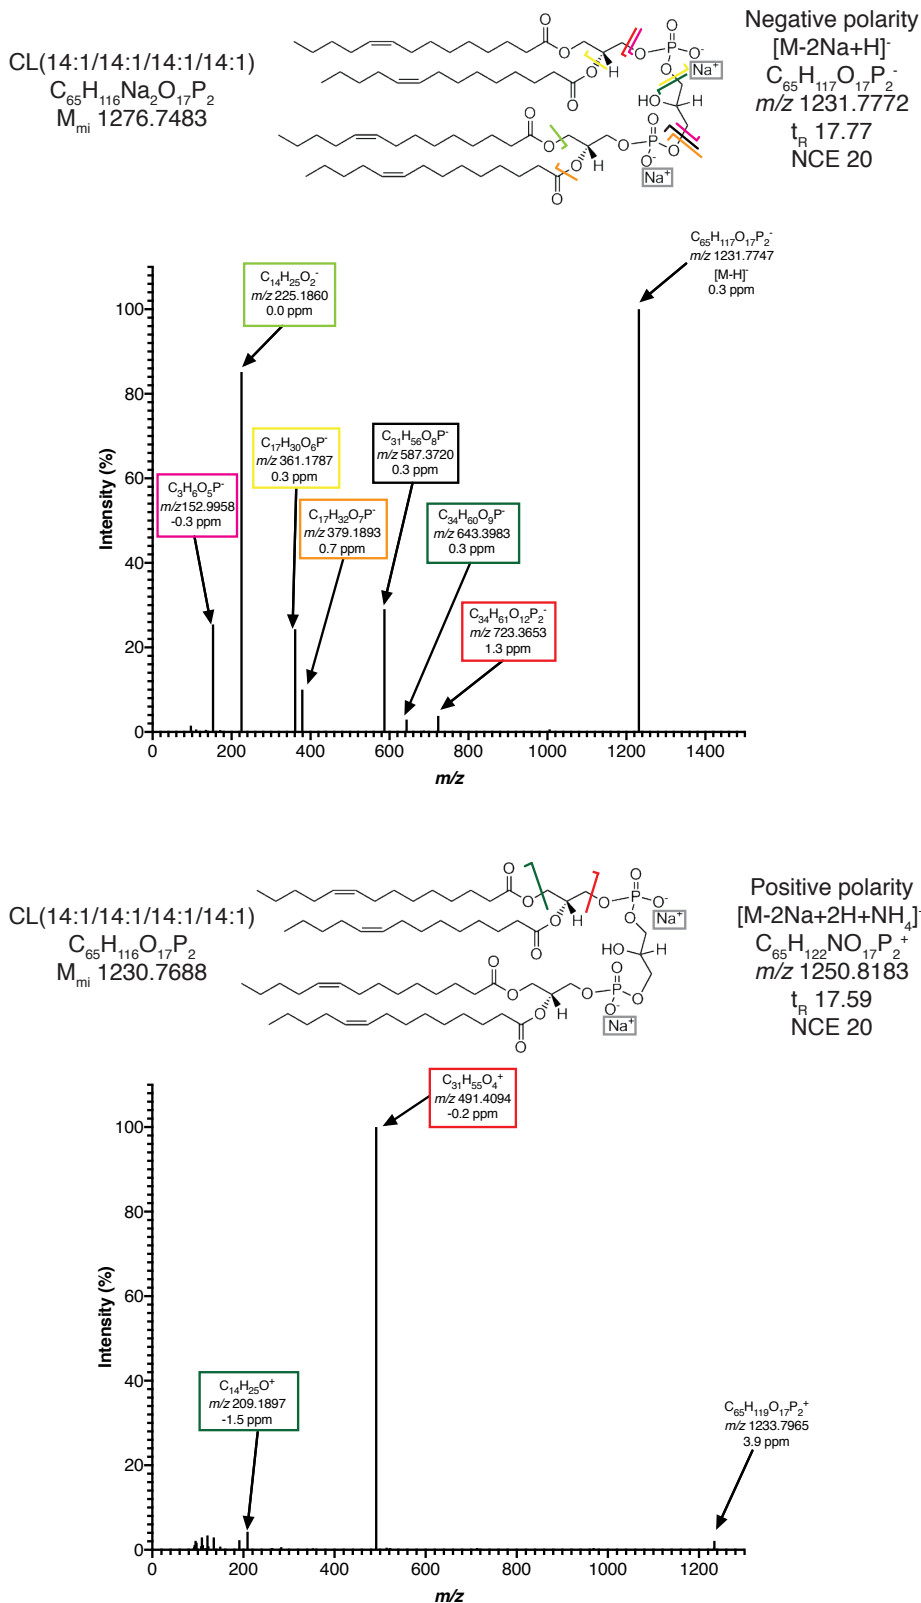 CL(14:1/14:1/14:1/14:1)
C65H116Na2O17P2
Mmi 1276.7483
O
O
O
O
H
O
P
O
O-
Na+
HO
H
O
O
O
O
H
O
P
O
O-
Na+
O
Negative polarity
[M-2Na+H]-
C65H117O17P2-
m/z 1231.7772
tR 17.77
NCE 20
C65H117O17P2-
m/z 1231.7747
[M-H]-
0.3 ppm
C14H25O2-
m/z 225.1860
0.0 ppm
C17H30O6P-
m/z 361.1787
0.3 ppm
C31H56O8P-
m/z 587.3720
0.3 ppm
C3H6O5P-
m/z152.9958
-0.3 ppm
C17H32O7P-
m/z 379.1893
0.7 ppm
C34H60O9P-
m/z 643.3983
0.3 ppm
C34H61O12P2-
m/z 723.3653
1.3 ppm
Intensity (%)
100
80
60
40
20
0
0 200 400 600 800 1000 1200 1400
m/z
CL(14:1/14:1/14:1/14:1)
C65H116O17P2
Mmi 1230.7688
O
O
O
O
H
O
P
O
O-
Na+
O
HO
H
O
O
O
O
H
O
P
O
O-
Na+
O
Positive polarity
[M-2Na+2H+NH4]-
C65H122NO17P2+
m/z 1250.8183
tR 17.59
NCE 20
C31H55O4+
m/z 491.4094
-0.2 ppm
C14H25O+
m/z 209.1897
-1.5 ppm
C65H119O17P2+
m/z 1233.7965
3.9 ppm
Intensity (%)
100
80
60
40
20
0
0 200 400 600 800 1000 1200
m/z